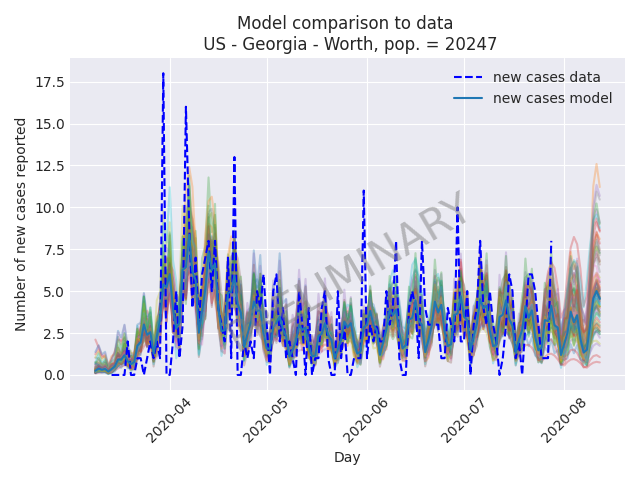 Model comparison to data
US - Georgia - Worth, pop. = 20247
new cases data
new cases model
Number of new cases reported
17.5
15.0
12.5
10.0
7.5
5.0
2.5
0.0
PRELIMINARY
2020-04
2020-05
2020-06
2020-07
2020-08
Day